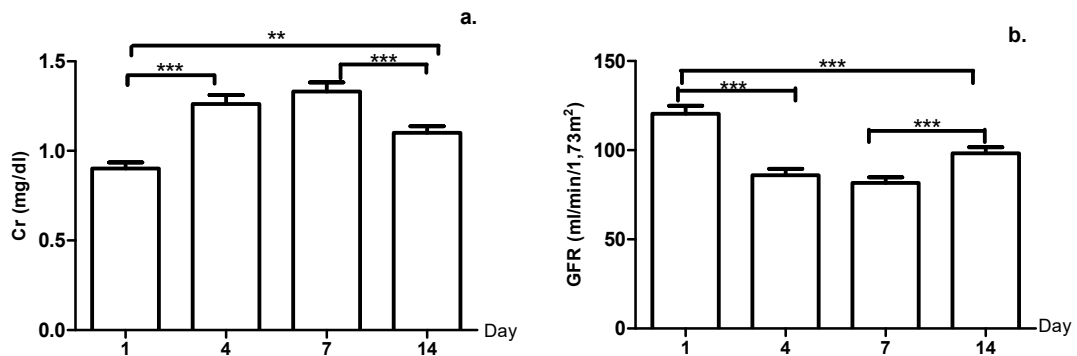 a.
**
*** ***
1.5
1.0
0.5
0.0
Cr (mg/dl)
1 4 7 14 Day
b.
***
***
***
150
100
50
0
GFR (ml/min/1,73m²)
1 4 7 14 Day